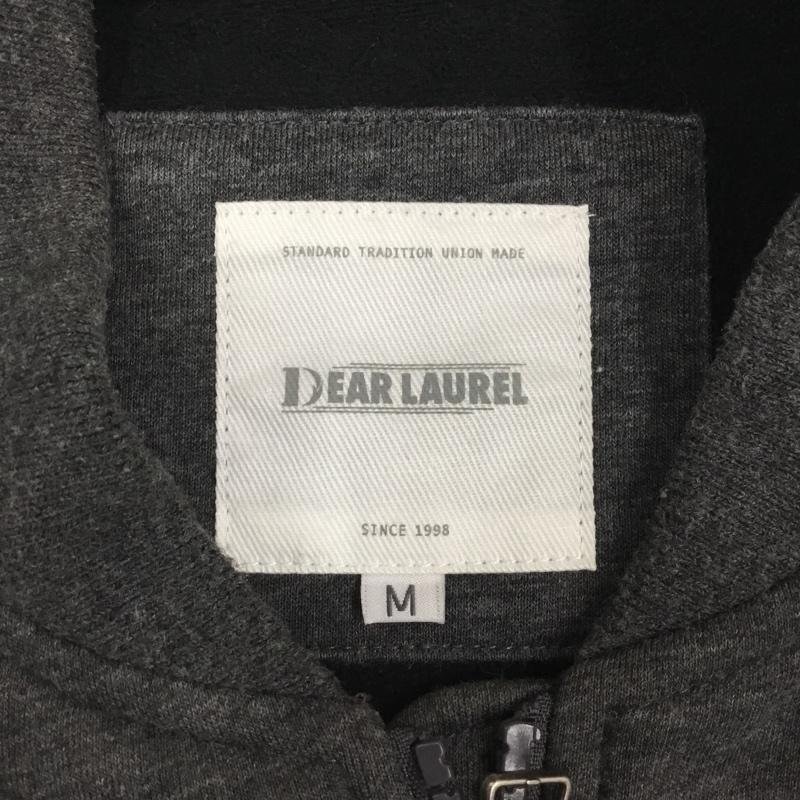 STANDARD TRADITION UNION MADE
DEAR LAUREL
SINCE 1998
M